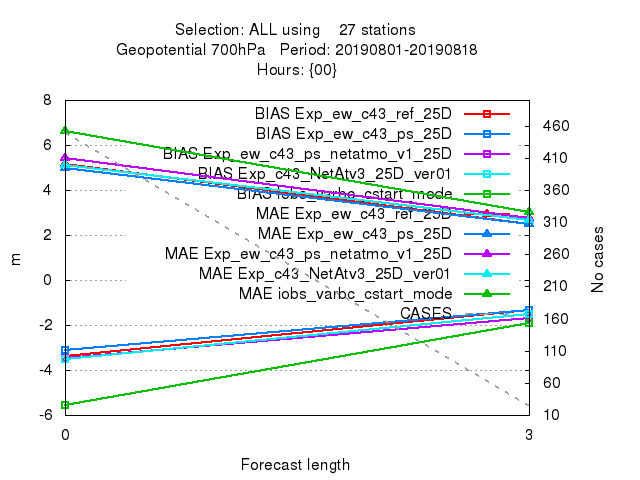 Selection: ALL using 27 stations
Geopotential 700hPa Period: 20190801-20190818
Hours: {00}
8
6
4
2
0
-2
-4
-6
m
460
410
360
310
260
210
160
110
60
10
No cases
BIAS Exp_ew_c43_ref_25D
BIAS Exp_ew_c43_ps_25D
BIAS Exp_ew_c43_ps_netatmo_v1_25D
BIAS Exp_c43_NetAtv3_25D_ver01
BIAS iobs_varbc_cstart_mode
MAE Exp_ew_c43_ref_25D
MAE Exp_ew_c43_ps_25D
MAE Exp_ew_c43_ps_netatmo_v1_25D
MAE Exp_c43_NetAtv3_25D_ver01
MAE iobs_varbc_cstart_mode
CASES
0
3
Forecast length